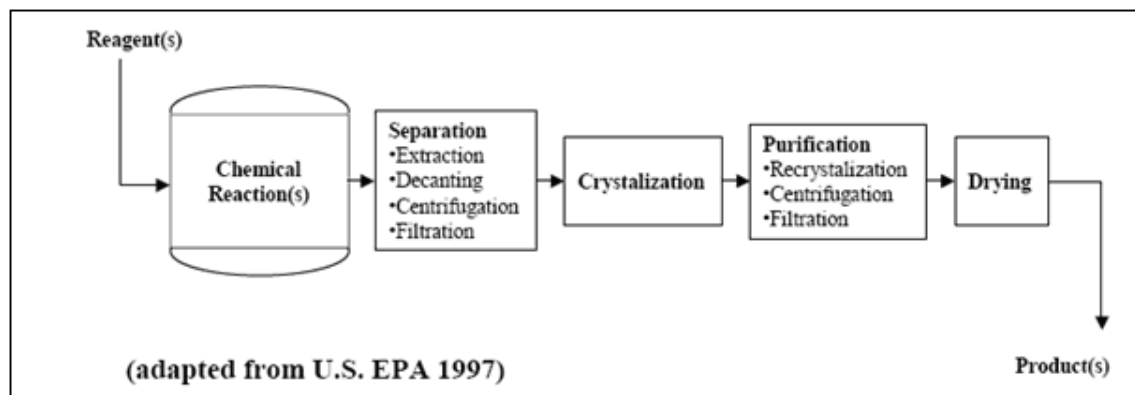 Reagent(s)
Chemical
Reaction(s)
Separation
•Extraction
•Decanting
•Centrifugation
•Filtration
Crystalization
Purification
•Recrystalization
•Centrifugation
•Filtration
Drying
Product(s)
(adapted from U.S. EPA 1997)